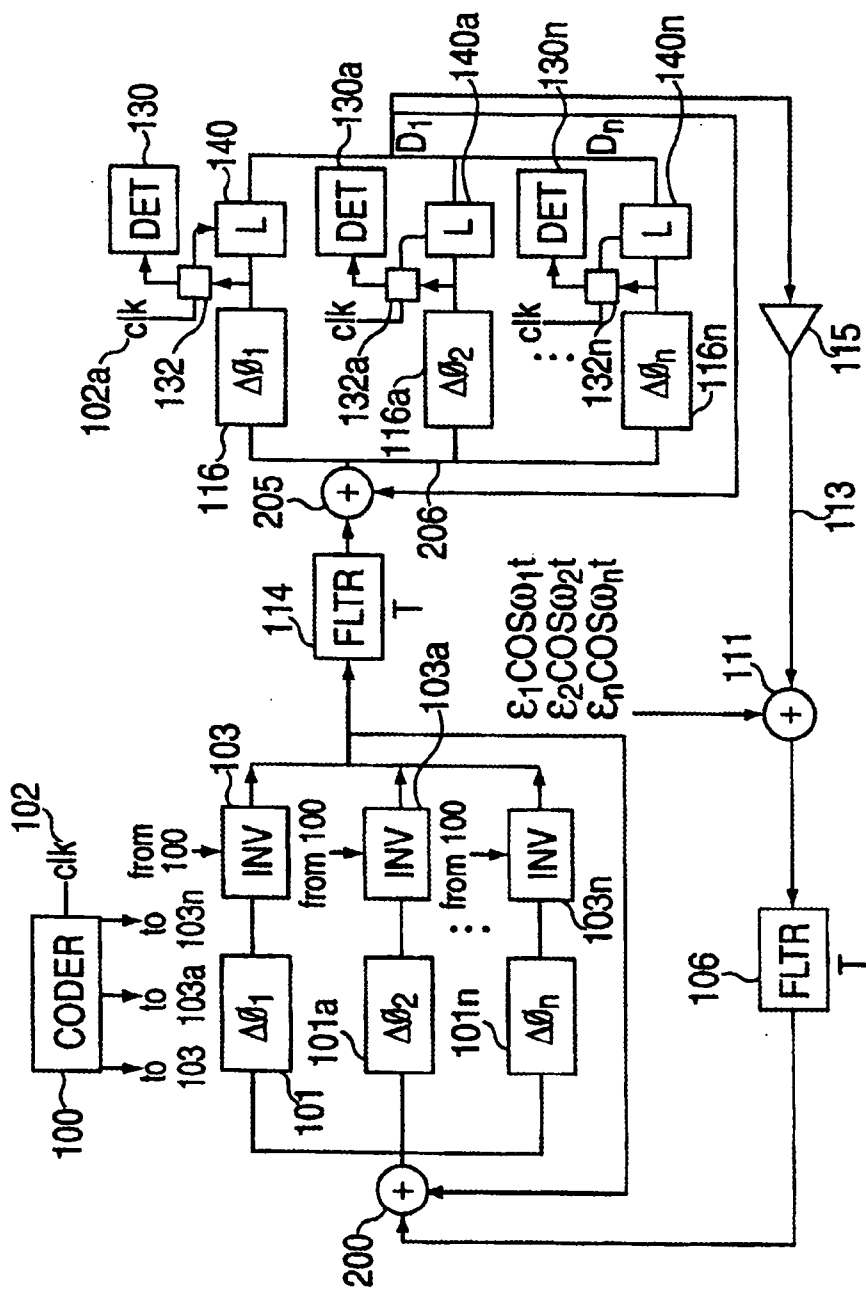 130
102a
clk
DET
140
132
L
116
Δø₁
130a
DET
clk
132a
140a
L
116a
Δø₂
D₁
130n
DET
clk
132n
140n
L
Dₙ
Δøₙ
116n
205
+
206
114
FLTR
T
115
113
ε₁COSω₁t
ε₂COSω₂t
εₙCOSωₙt
111
+
106
FLTR
T
102
clk
CODER
100
to 103
to 103a
to 103n
from 100
103
INV
from 100
103a
INV
from 100
INV
103n
Δø₁
101
101a
Δø₂
101n
Δøₙ
200
+